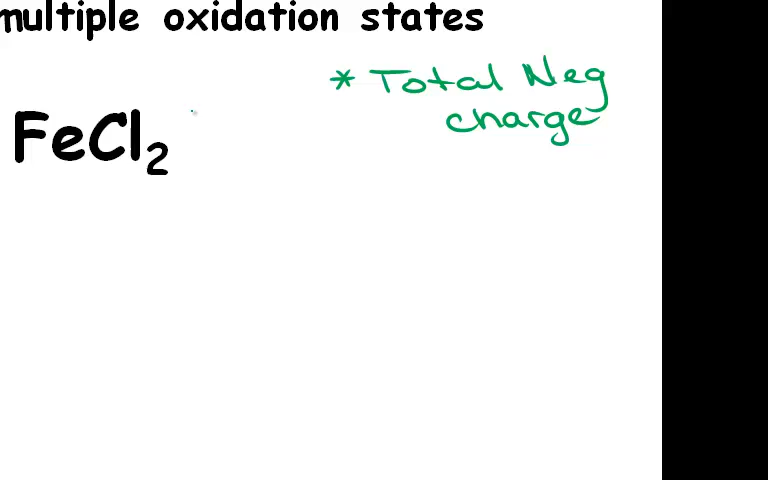 multiple oxidation states
* Total Neg
charge
FeCl₂